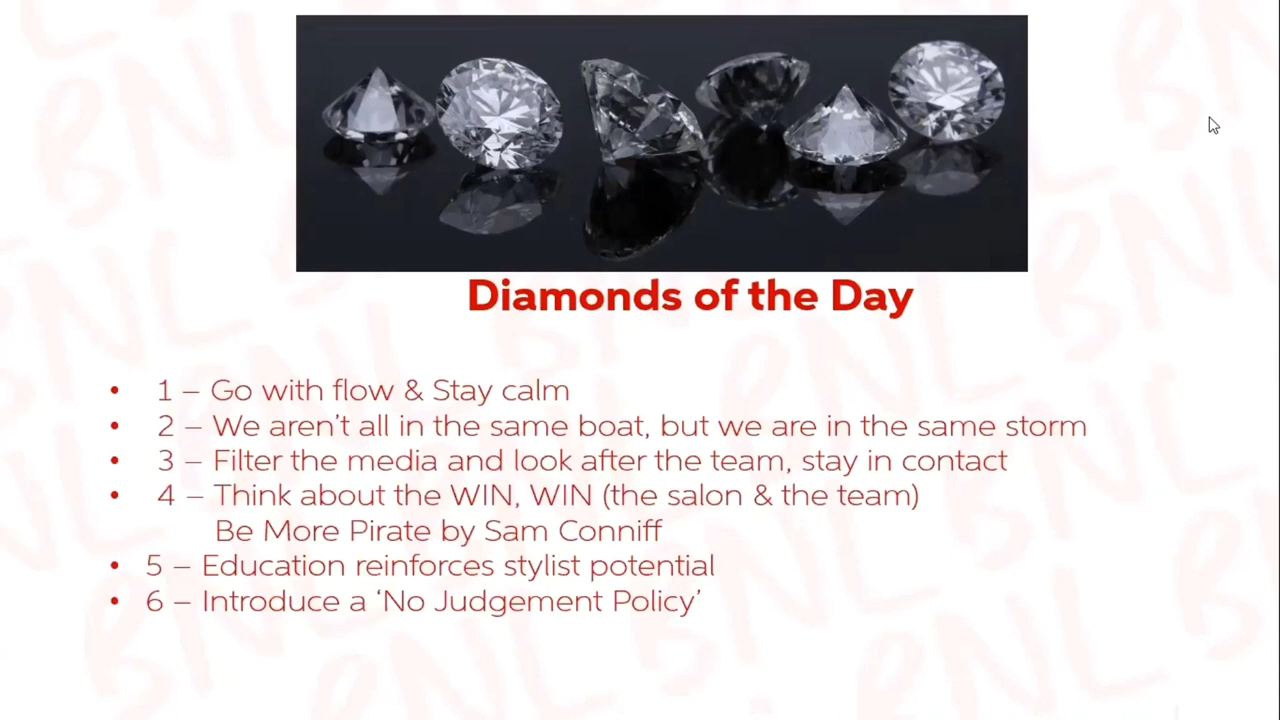 Diamonds of the Day
• 1 – Go with flow & Stay calm
• 2 – We aren't all in the same boat, but we are in the same storm
• 3 – Filter the media and look after the team, stay in contact
• 4 – Think about the WIN, WIN (the salon & the team)
Be More Pirate by Sam Conniff
• 5 – Education reinforces stylist potential
• 6 – Introduce a ‘No Judgement Policy’